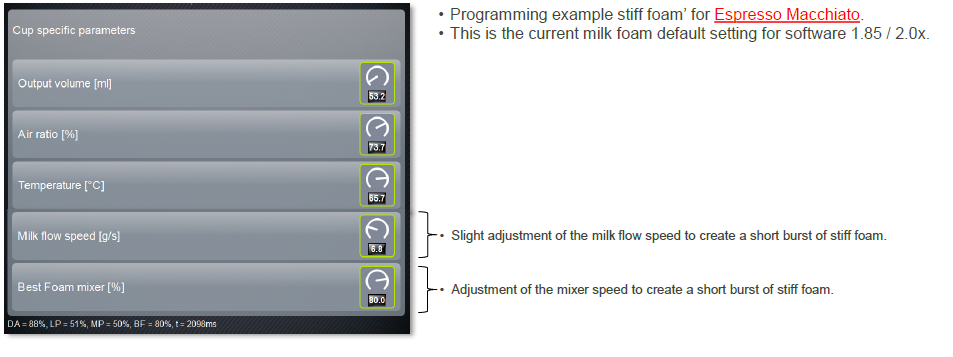 Cup specific parameters
Output volume [ml]
53.2
Air ratio [%]
73.7
Temperature [°C]
65.7
Milk flow speed [g/s]
6.8
Best Foam mixer [%]
80.0
DA = 88%, LP = 51%, MP = 50%, BF = 80%, t = 2098ms
• Programming example stiff foam’ for Espresso Macchiato.
• This is the current milk foam default setting for software 1.85 / 2.0x.
• Slight adjustment of the milk flow speed to create a short burst of stiff foam.
• Adjustment of the mixer speed to create a short burst of stiff foam.